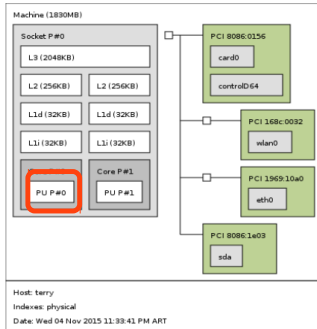 Machine (1830MB)
Socket P#0
L3 (2048KB)
L2 (256KB) L2 (256KB)
L1d (32KB) L1d (32KB)
L1i (32KB) L1i (32KB)
Core P#1
PU P#0 PU P#1
PCI 8086:0156
card0
controlD64
PCI 168c:0032
wlan0
PCI 1969:10a0
eth0
PCI 8086:1e03
sda
Host: terry
Indexes: physical
Date: Wed 04 Nov 2015 11:33:41 PM ART